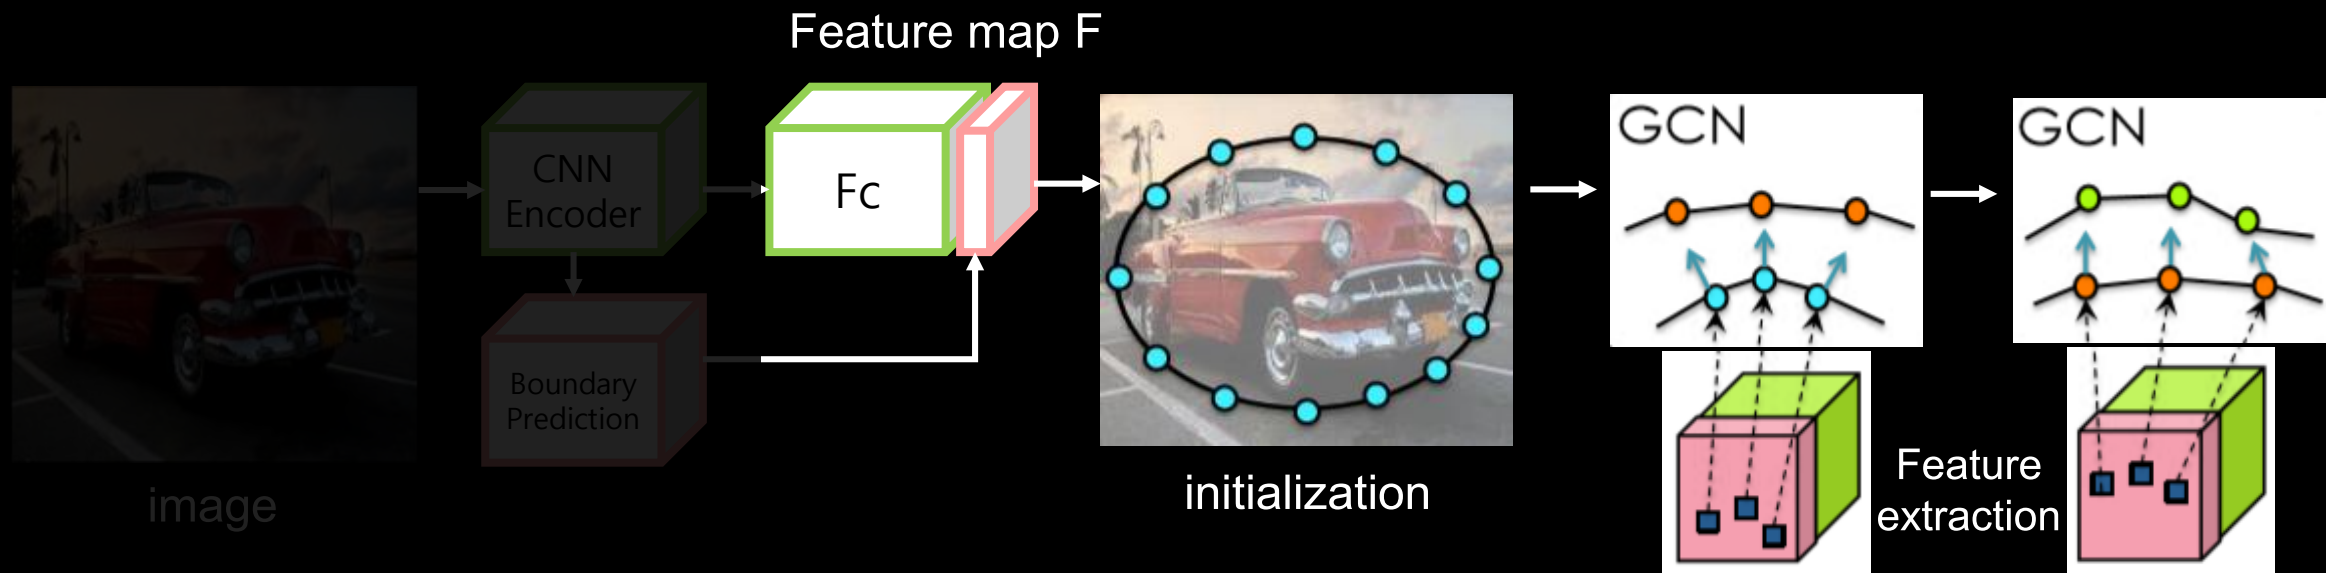 Feature map F
CNN
Encoder
Fc
Boundary
Prediction
image
initialization
GCN
GCN
Feature
extraction